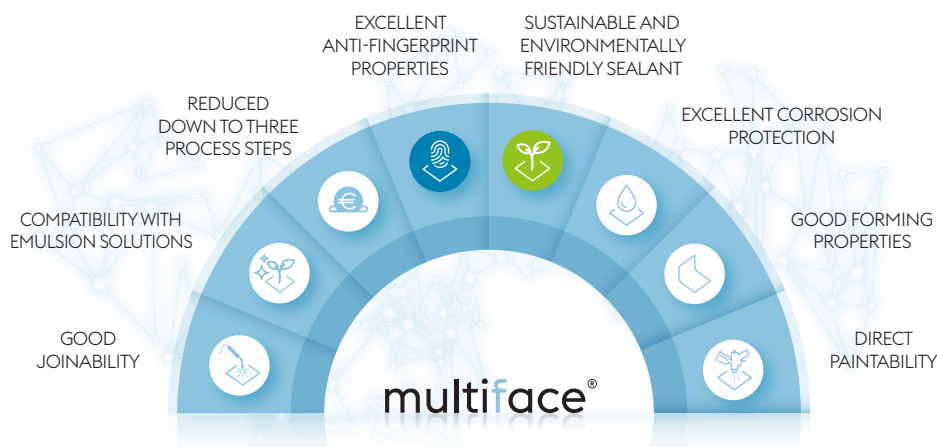 EXCELLENT
ANTI-FINGERPRINT
PROPERTIES
SUSTAINABLE AND
ENVIRONMENTALLY
FRIENDLY SEALANT
REDUCED
DOWN TO THREE
PROCESS STEPS
EXCELLENT CORROSION
PROTECTION
COMPATIBILITY WITH
EMULSION SOLUTIONS
GOOD FORMING
PROPERTIES
GOOD
JOINABILITY
DIRECT
PAINTABILITY
€
multiface®